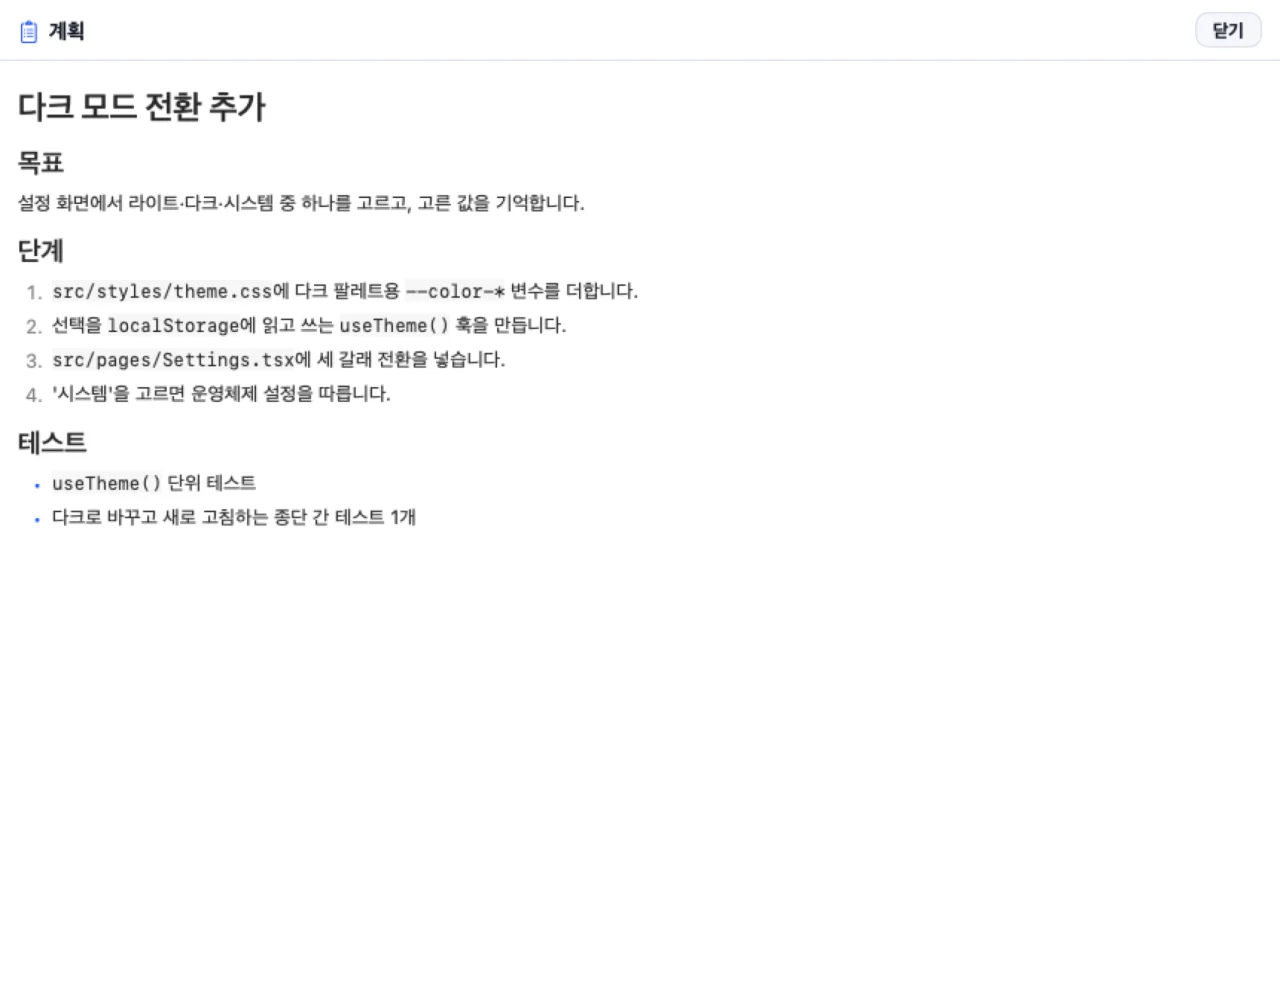 계획
닫기
다크 모드 전환 추가
목표
설정 화면에서 라이트·다크·시스템 중 하나를 고르고, 고른 값을 기억합니다.
단계
1. src/styles/theme.css에 다크 팔레트용 --color-* 변수를 더합니다.
2. 선택을 localStorage에 읽고 쓰는 useTheme() 훅을 만듭니다.
3. src/pages/Settings.tsx에 세 갈래 전환을 넣습니다.
4. '시스템'을 고르면 운영체제 설정을 따릅니다.
테스트
• useTheme() 단위 테스트
• 다크로 바꾸고 새로 고침하는 종단 간 테스트 1개